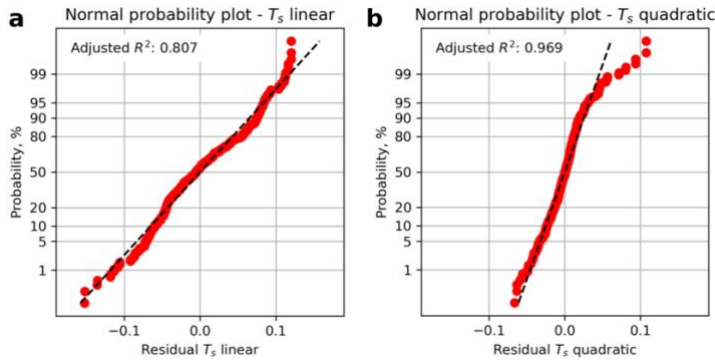 a
Normal probability plot - Ts linear
Adjusted R²: 0.807
Probability, %
99
95
90
80
50
20
10
5
1
−0.1
0.0
0.1
Residual Ts linear
b
Normal probability plot - Ts quadratic
Adjusted R²: 0.969
Probability, %
99
95
90
80
50
20
10
5
1
−0.1
0.0
0.1
Residual Ts quadratic